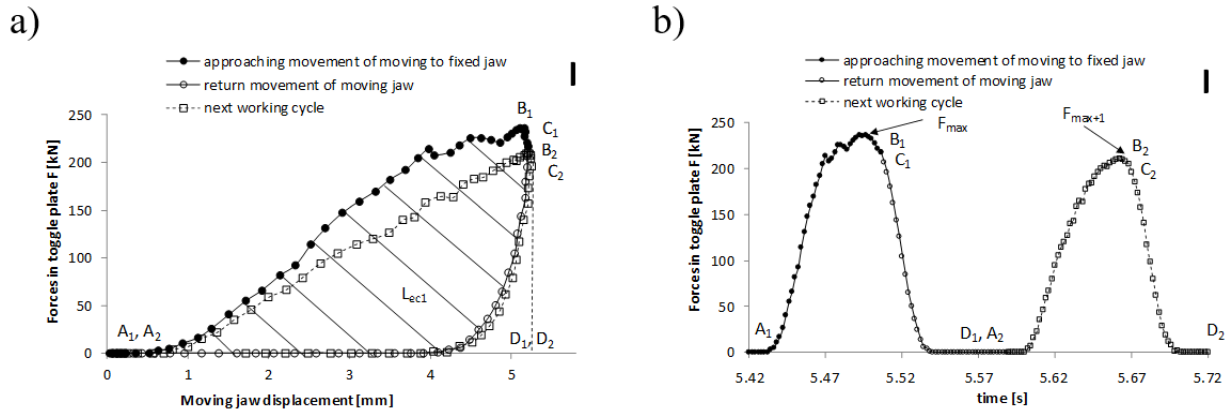 a)
approaching movement of moving to fixed jaw
return movement of moving jaw
next working cycle
Forces in toggle plate F [kN]
250
200
150
100
50
0
0 1 2 3 4 5
Moving jaw displacement [mm]
A1, A2
B1
C1
B2
C2
Lec1
D1, D2
b)
approaching movement of moving to fixed jaw
return movement of moving jaw
next working cycle
Forces in toggle plate F [kN]
250
200
150
100
50
0
5.42 5.47 5.52 5.57 5.62 5.67 5.72
time [s]
A1
B1
Fmax
C1
D1, A2
Fmax+1
B2
C2
D2